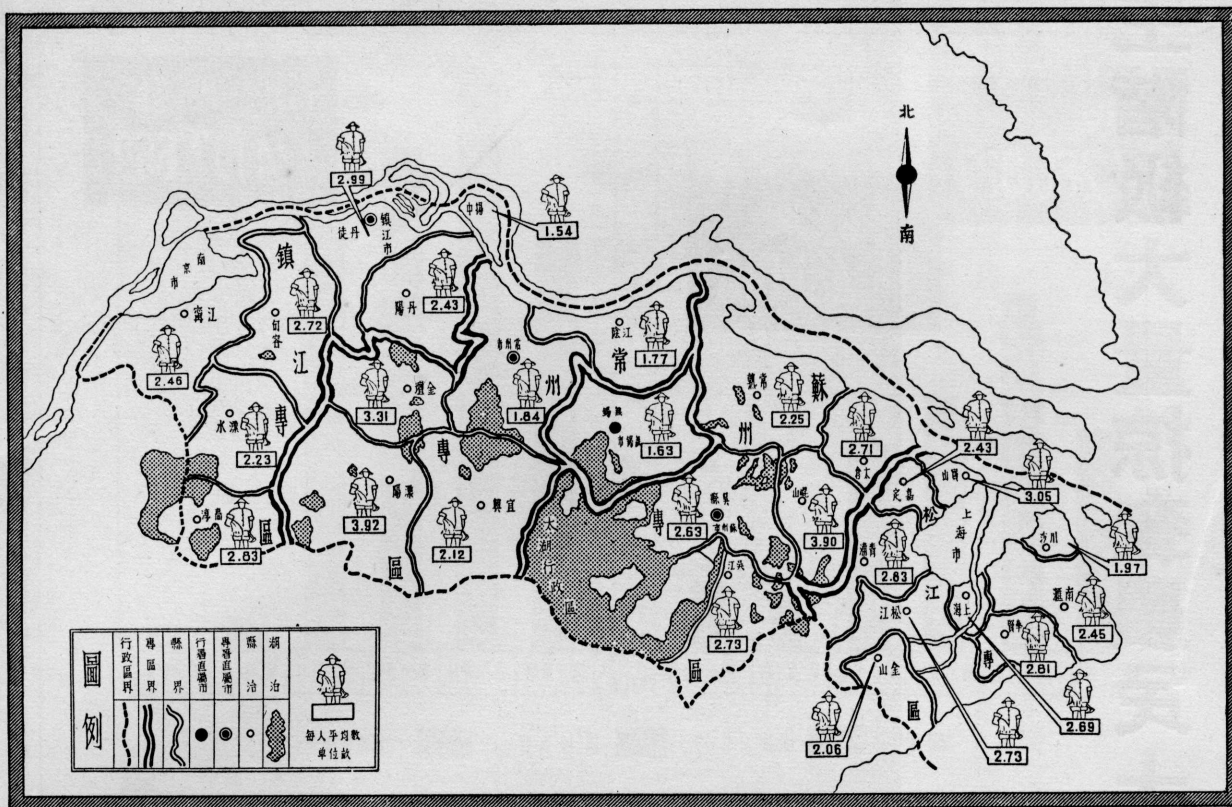 北
南
鎮江專區
常州專區
蘇州專區
松江專區
太湖行政區
南京市
上海市
江寧
2.46
句容
2.72
鎮江市
丹徒
2.99
揚中
1.54
丹陽
2.43
溧水
2.23
高淳
2.83
金壇
3.31
溧陽
3.92
宜興
2.12
常州市
1.84
江陰
1.77
無錫
無錫市
1.63
常熟
2.25
太倉
2.71
崑山
3.90
吳縣
蘇州市
2.63
吳江
2.73
嘉定
2.43
寶山
3.05
川沙
1.97
南匯
2.45
奉賢
2.81
上海
2.69
松江
2.73
青浦
2.83
金山
2.06
圖例
行政區界
專區界
縣界
行署直屬市
專署直屬市
縣治
湖泊
每人平均數
單位畝